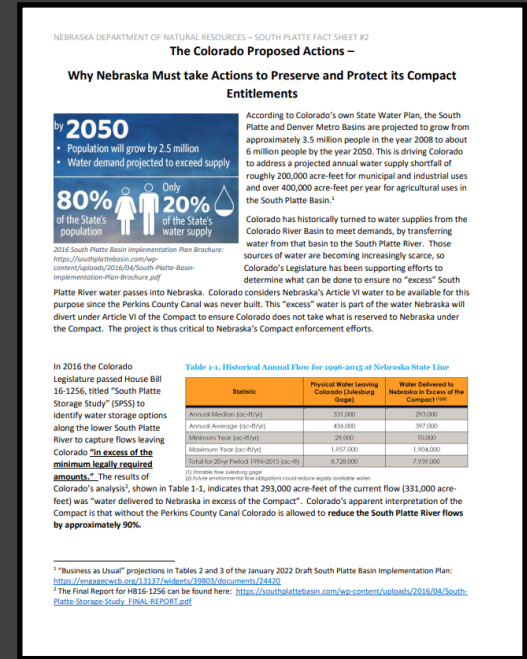 NEBRASKA DEPARTMENT OF NATURAL RESOURCES – SOUTH PLATTE FACT SHEET #2
The Colorado Proposed Actions –
Why Nebraska Must take Actions to Preserve and Protect its Compact
Entitlements
by 2050
• Population will grow by 2.5 million
• Water demand projected to exceed supply
80%
of the State's
population
Only
20%
of the State's
water supply
2016 South Platte Basin Implementation Plan Brochure:
https://southplattebasin.com/wp-
content/uploads/2016/04/South-Platte-Basin-
Implementation-Plan-Brochure.pdf
According to Colorado's own State Water Plan, the South
Platte and Denver Metro Basins are projected to grow from
approximately 3.5 million people in the year 2008 to about
6 million people by the year 2050. This is driving Colorado
to address a projected annual water supply shortfall of
roughly 200,000 acre-feet for municipal and industrial uses
and over 400,000 acre-feet per year for agricultural uses in
the South Platte Basin.1
Colorado has historically turned to water supplies from the
Colorado River Basin to meet demands, by transferring
water from that basin to the South Platte River. Those
sources of water are becoming increasingly scarce, so
Colorado's Legislature has been supporting efforts to
determine what can be done to ensure no "excess" South
Platte River water passes into Nebraska. Colorado considers Nebraska's Article VI water to be available for this
purpose since the Perkins County Canal was never built. This "excess" water is part of the water Nebraska will
divert under Article VI of the Compact to ensure Colorado does not take what is reserved to Nebraska under
the Compact. The project is thus critical to Nebraska's Compact enforcement efforts.
In 2016 the Colorado
Legislature passed House Bill
16-1256, titled "South Platte
Storage Study" (SPSS) to
identify water storage options
along the lower South Platte
River to capture flows leaving
Colorado "in excess of the
minimum legally required
amounts." The results of
Table 1-1. Historical Annual Flow for 1996-2015 at Nebraska State Line
Statistic
Physical Water Leaving
Colorado (Julesburg
Gage)
Water Delivered to
Nebraska in Excess of the
Compact (1)(2)
Annual Median (ac-ft/yr) 331,000 293,000
Annual Average (ac-ft/yr) 436,000 397,000
Minimum Year (ac-ft/yr) 29,000 10,000
Maximum Year (ac-ft/yr) 1,957,000 1,904,000
Total for 20-yr Period 1996-2015 (ac-ft) 8,728,000 7,939,000
(1) Storable flow Julesburg gage
(2) Future environmental flow obligations could reduce legally available water.
Colorado's analysis2, shown in Table 1-1, indicates that 293,000 acre-feet of the current flow (331,000 acre-
feet) was "water delivered to Nebraska in excess of the Compact". Colorado's apparent interpretation of the
Compact is that without the Perkins County Canal Colorado is allowed to reduce the South Platte River flows
by approximately 90%.
1 "Business as Usual" projections in Tables 2 and 3 of the January 2022 Draft South Platte Basin Implementation Plan:
https://engagecwcb.org/13137/widgets/39803/documents/24420
2 The Final Report for HB16-1256 can be found here: https://southplattebasin.com/wp-content/uploads/2016/04/South-
Platte-Storage-Study_FINAL-REPORT.pdf